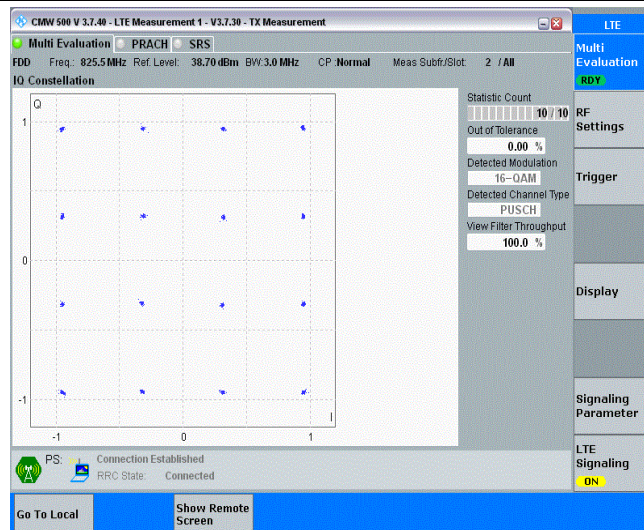 CMW 500 V 3.7.40 - LTE Measurement 1 - V3.7.30 - TX Measurement
LTE
Multi Evaluation PRACH SRS
Multi Evaluation
RDY
FDD Freq.: 825.5 MHz Ref. Level: 38.70 dBm BW:3.0 MHz CP :Normal Meas Subfr/Slot: 2 / All
IQ Constellation
Q
1
0
-1
-1 0 1
I
Statistic Count
10 / 10
Out of Tolerance
0.00 %
Detected Modulation
16-QAM
Detected Channel Type
PUSCH
View Filter Throughput
100.0 %
RF Settings
Trigger
Display
Signaling Parameter
LTE Signaling
ON
PS: Connection Established
RRC State: Connected
Go To Local
Show Remote Screen